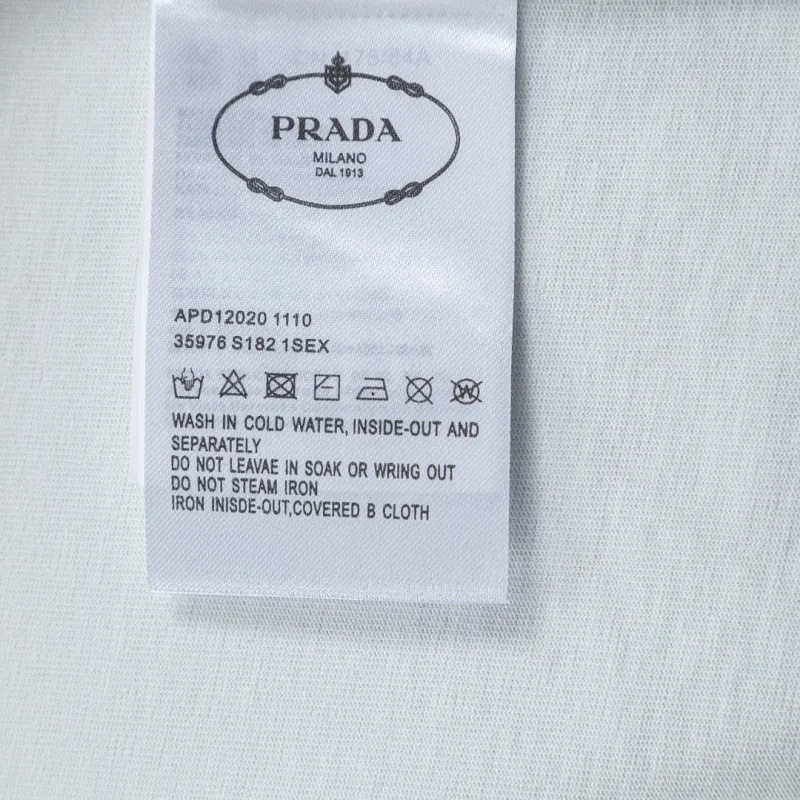 PRADA
MILANO
DAL 1913
APD12020 1110
35976 S182 1SEX
WASH IN COLD WATER, INSIDE-OUT AND
SEPARATELY
DO NOT LEAVAE IN SOAK OR WRING OUT
DO NOT STEAM IRON
IRON INISDE-OUT,COVERED B CLOTH